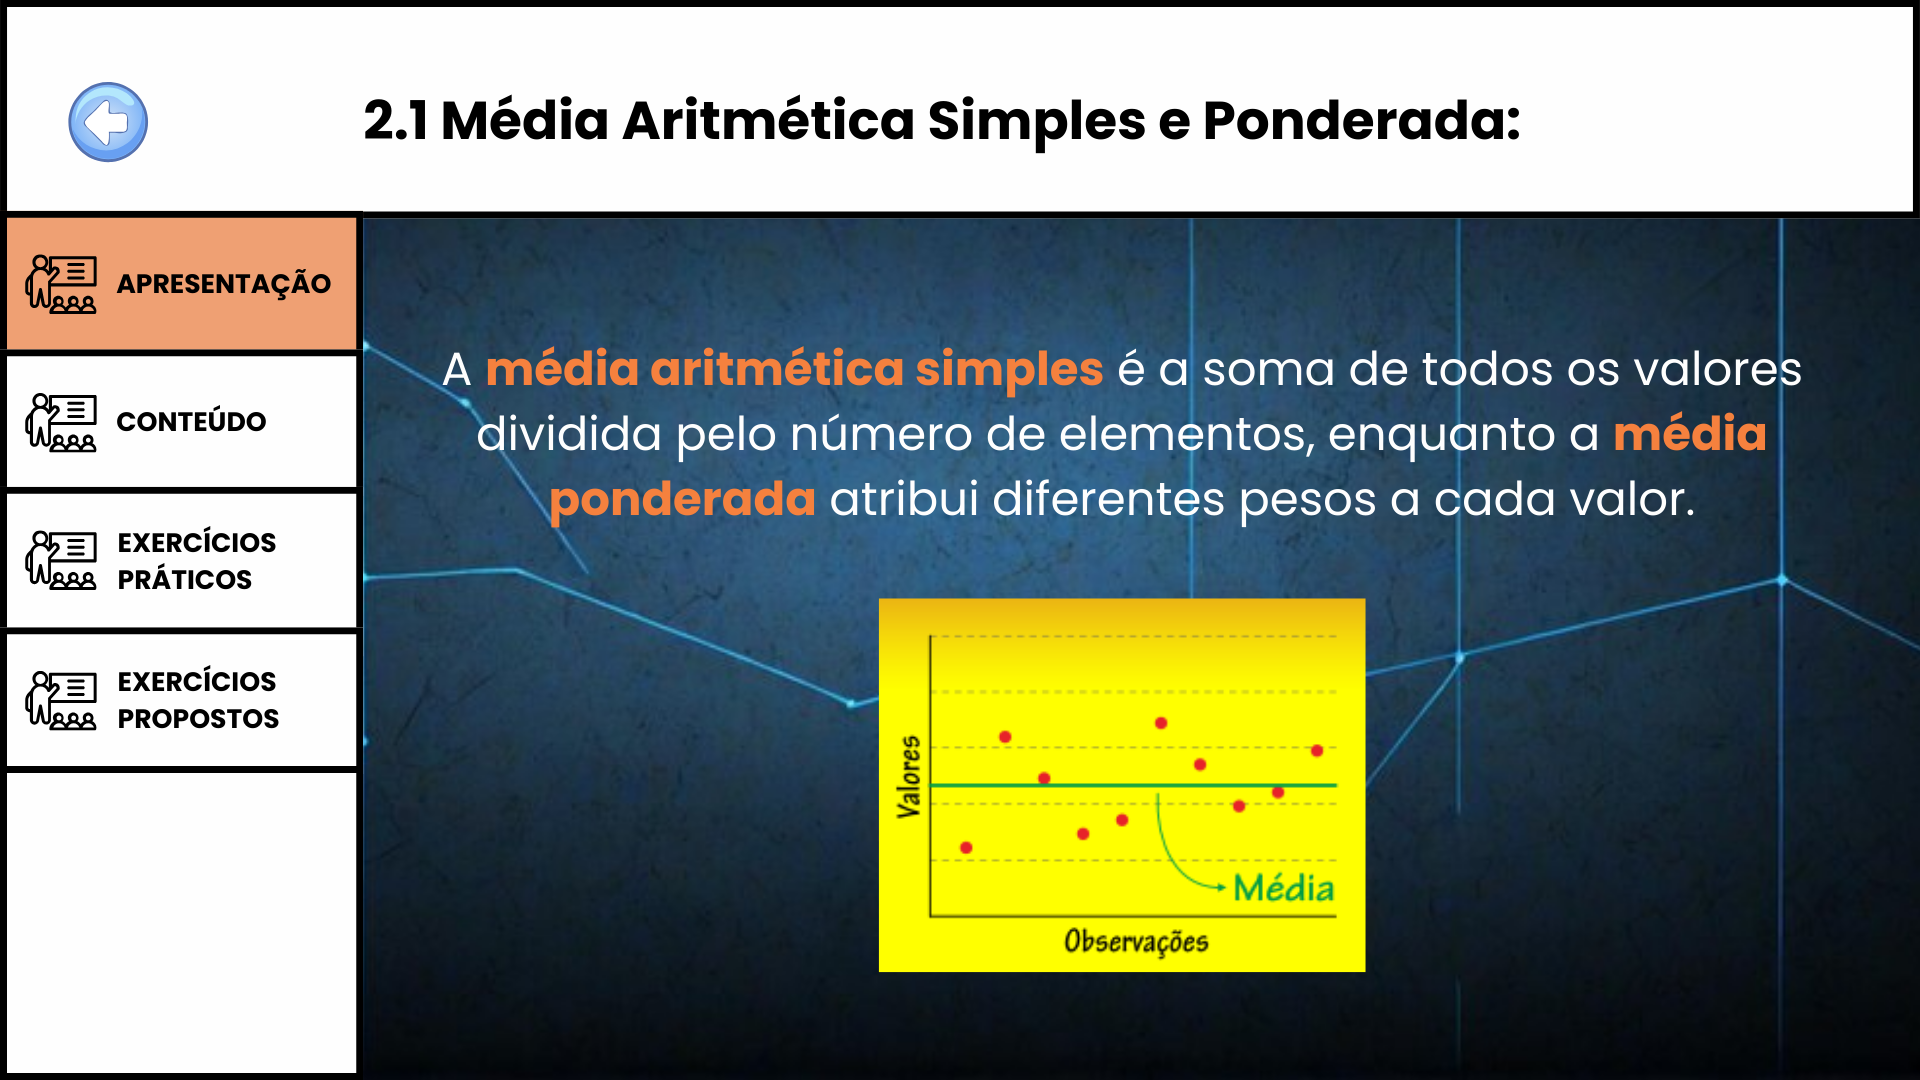 2.1 Média Aritmética Simples e Ponderada:
APRESENTAÇÃO
CONTEÚDO
EXERCÍCIOS
PRÁTICOS
EXERCÍCIOS
PROPOSTOS
A média aritmética simples é a soma de todos os valores
dividida pelo número de elementos, enquanto a média
ponderada atribui diferentes pesos a cada valor.
Valores
Média
Observações